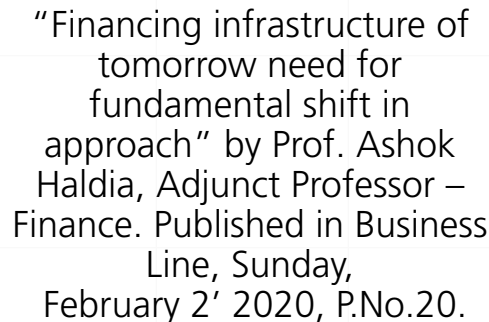 “Financing infrastructure of
tomorrow need for
fundamental shift in
approach” by Prof. Ashok
Haldia, Adjunct Professor –
Finance. Published in Business
Line, Sunday,
February 2’ 2020, P.No.20.